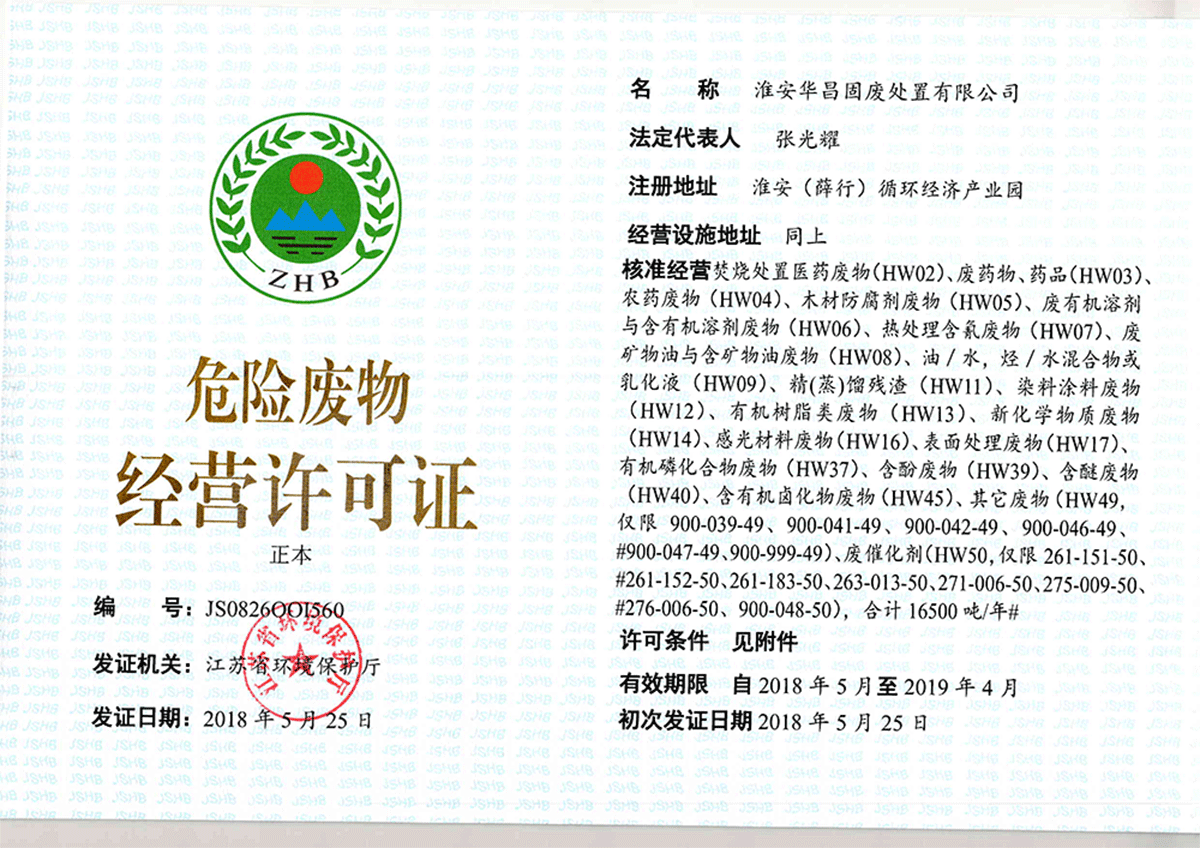 ZHB
危险废物
经营许可证
正本
编 号：JS0826OOI560
发证机关：江苏省环境保护厅
发证日期：2018 年 5 月 25 日
江苏省环境保护厅
名 称 淮安华昌固废处置有限公司
法定代表人 张光耀
注册地址 淮安（薛行）循环经济产业园
经营设施地址 同上
核准经营焚烧处置医药废物（HW02）、废药物、药品（HW03）、
农药废物（HW04）、木材防腐剂废物（HW05）、废有机溶剂
与含有机溶剂废物（HW06）、热处理含氰废物（HW07）、废
矿物油与含矿物油废物（HW08）、油/水，烃/水混合物或
乳化液（HW09）、精(蒸)馏残渣（HW11）、染料涂料废物
（HW12）、有机树脂类废物（HW13）、新化学物质废物
（HW14）、感光材料废物（HW16）、表面处理废物（HW17）
有机磷化合物废物（HW37）、含酚废物（HW39）、含醚废物
（HW40）、含有机卤化物废物（HW45）、其它废物（HW49，
仅限 900-039-49、900-041-49、900-042-49、900-046-49、
#900-047-49、900-999-49）、废催化剂（HW50，仅限 261-151-50、
#261-152-50、261-183-50、263-013-50、271-006-50、275-009-50、
#276-006-50、900-048-50），合计 16500 吨/年#
许可条件 见附件
有效期限 自 2018 年 5 月至 2019 年 4 月
初次发证日期 2018 年 5 月 25 日